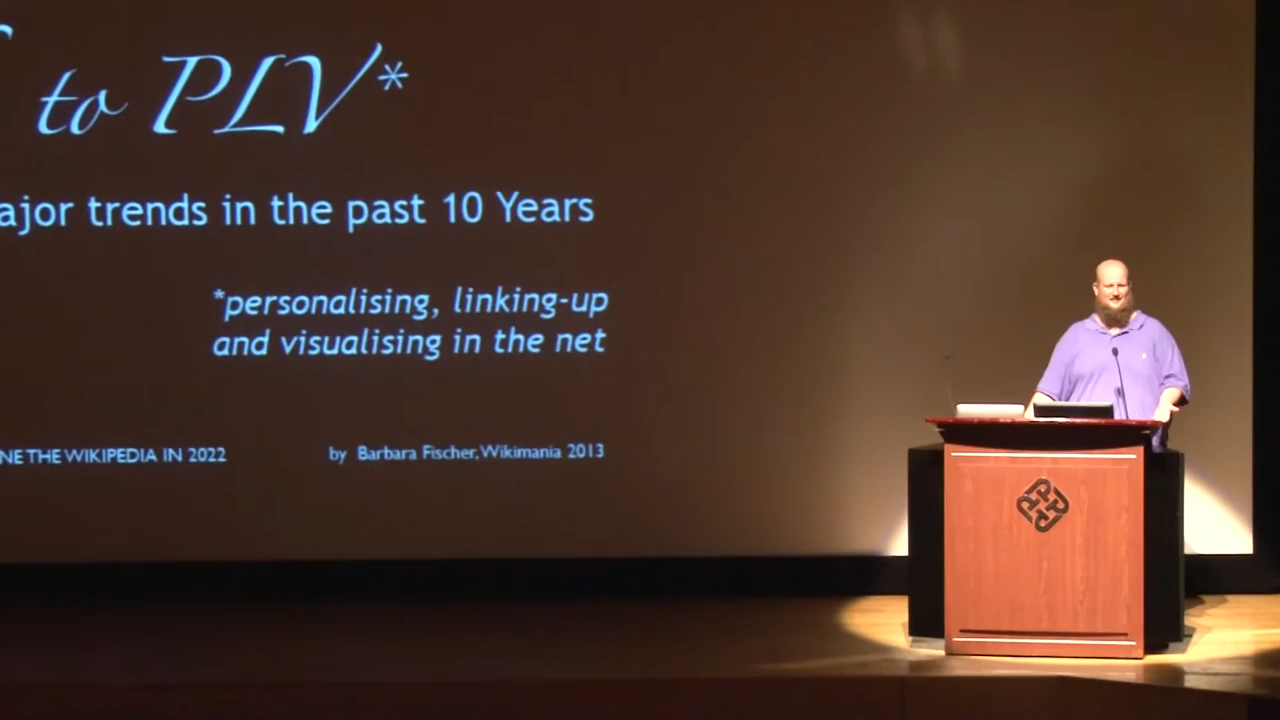 to PLV*
ajor trends in the past 10 Years
*personalising, linking-up
and visualising in the net
NE THE WIKIPEDIA IN 2022 by Barbara Fischer, Wikimania 2013